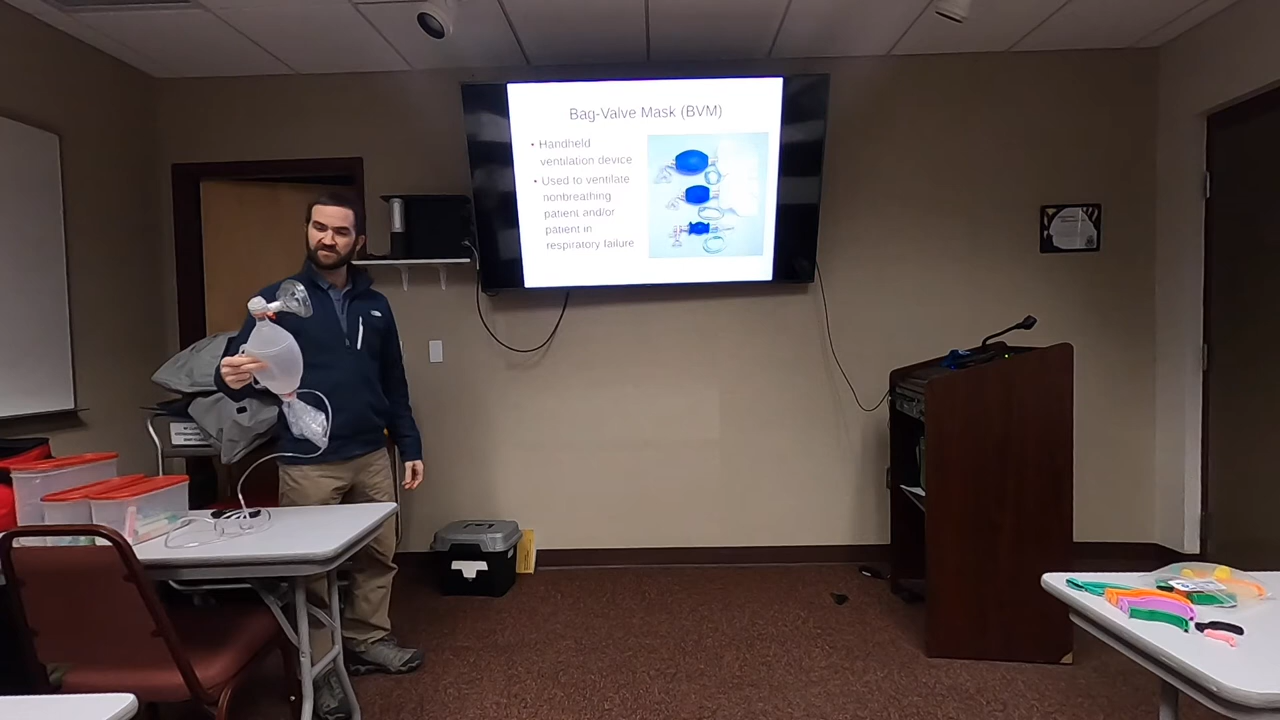 Bag-Valve Mask (BVM)
• Handheld
ventilation device
• Used to ventilate
nonbreathing
patient and/or
patient in
respiratory failure